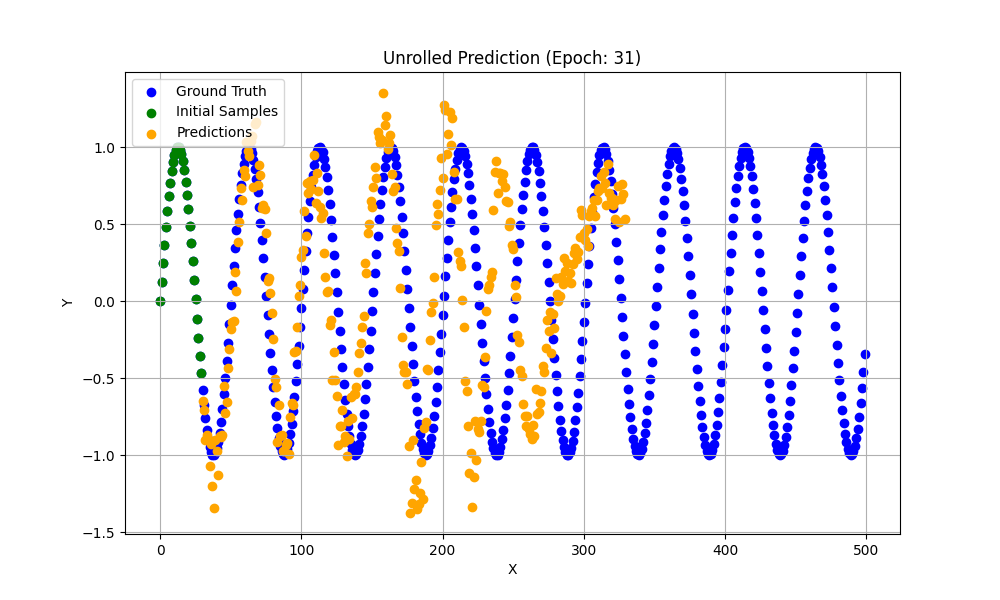 Unrolled Prediction (Epoch: 31)
Ground Truth
Initial Samples
Predictions
1.0
0.5
0.0
−0.5
−1.0
−1.5
Y
0 100 200 300 400 500
X